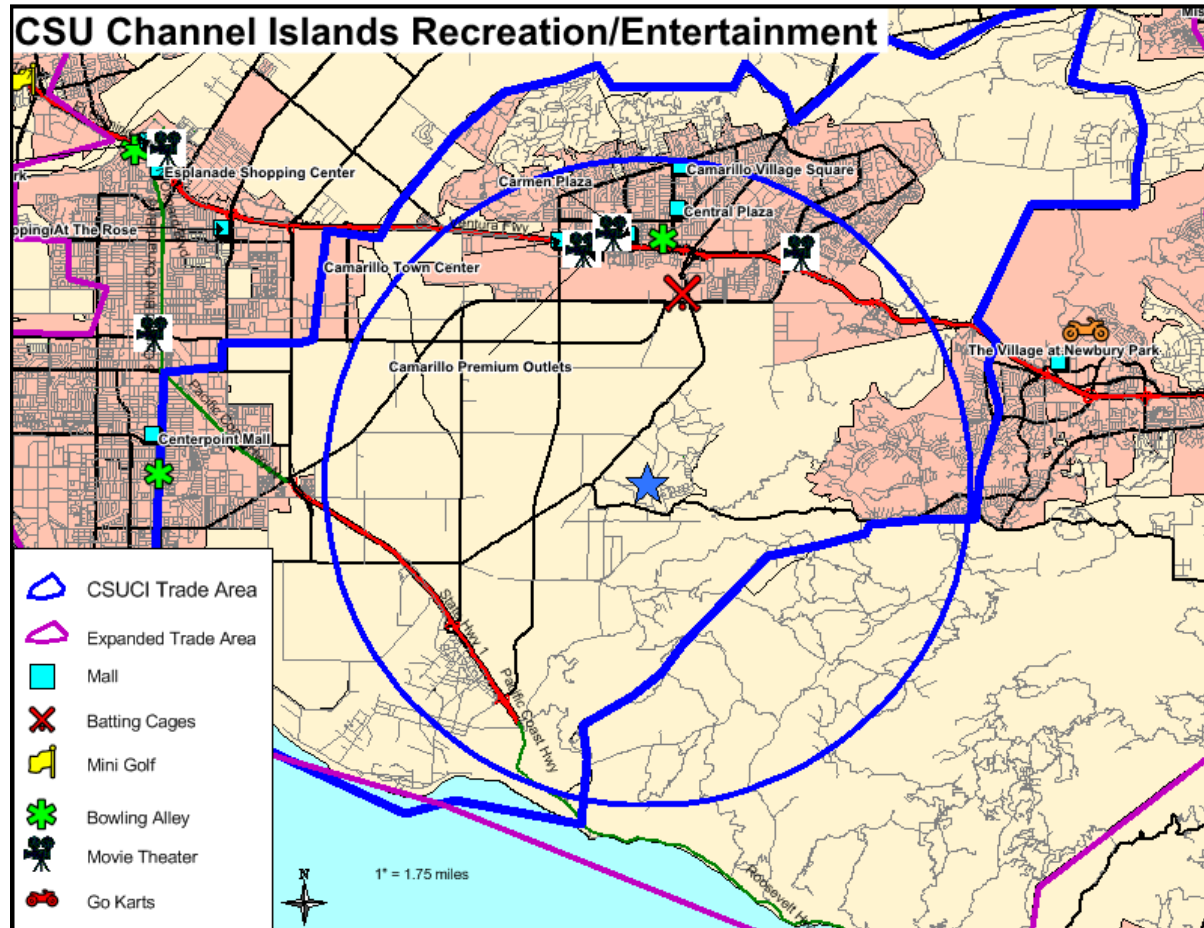 CSU Channel Islands Recreation/Entertainment
Esplanade Shopping Center
Carmen Plaza
Camarillo Village Square
Central Plaza
Ventura Fwy
pping At The Rose
Camarillo Town Center
The Village at Newbury Park
Camarillo Premium Outlets
Pacific
Centerpoint Mall
State Hwy 1
Pacific Coast Hwy
Roosevelt
CSUCI Trade Area
Expanded Trade Area
Mall
Batting Cages
Mini Golf
Bowling Alley
Movie Theater
Go Karts
N
1" = 1.75 miles